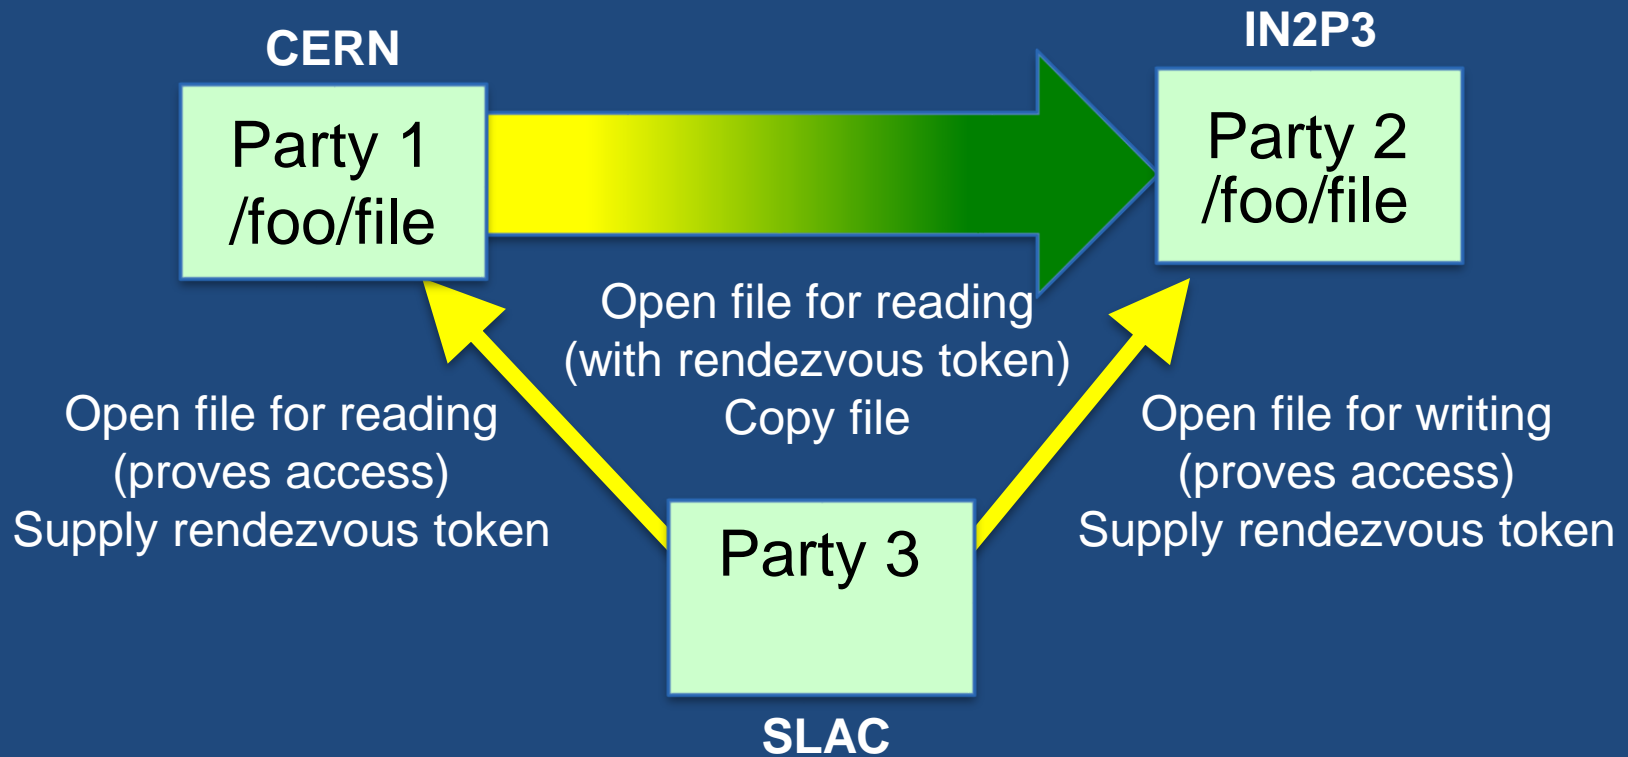 CERN
Party 1
/foo/file
IN2P3
Party 2
/foo/file
Open file for reading
(with rendezvous token)
Copy file
Open file for reading
(proves access)
Supply rendezvous token
Open file for writing
(proves access)
Supply rendezvous token
Party 3
SLAC